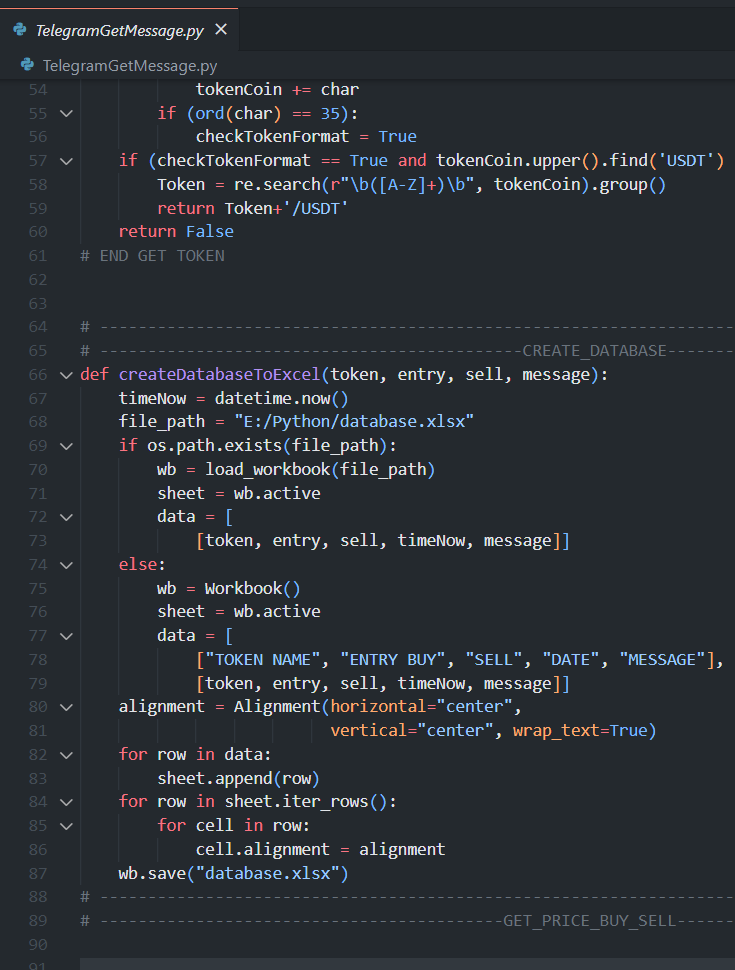 TelegramGetMessage.py ✕
TelegramGetMessage.py
54 tokenCoin += char
55 if (ord(char) == 35):
56 checkTokenFormat = True
57 if (checkTokenFormat == True and tokenCoin.upper().find('USDT')
58 Token = re.search(r"\b([A-Z]+)\b", tokenCoin).group()
59 return Token+'/USDT'
60 return False
61 # END GET TOKEN
62
63
64 # ------------------------------------------------------------------
65 # --------------------------------------------CREATE_DATABASE-------
66 def createDatabaseToExcel(token, entry, sell, message):
67 timeNow = datetime.now()
68 file_path = "E:/Python/database.xlsx"
69 if os.path.exists(file_path):
70 wb = load_workbook(file_path)
71 sheet = wb.active
72 data = [
73 [token, entry, sell, timeNow, message]]
74 else:
75 wb = Workbook()
76 sheet = wb.active
77 data = [
78 ["TOKEN NAME", "ENTRY BUY", "SELL", "DATE", "MESSAGE"],
79 [token, entry, sell, timeNow, message]]
80 alignment = Alignment(horizontal="center",
81 vertical="center", wrap_text=True)
82 for row in data:
83 sheet.append(row)
84 for row in sheet.iter_rows():
85 for cell in row:
86 cell.alignment = alignment
87 wb.save("database.xlsx")
88 # ------------------------------------------------------------------
89 # ------------------------------------------GET_PRICE_BUY_SELL------
90
91